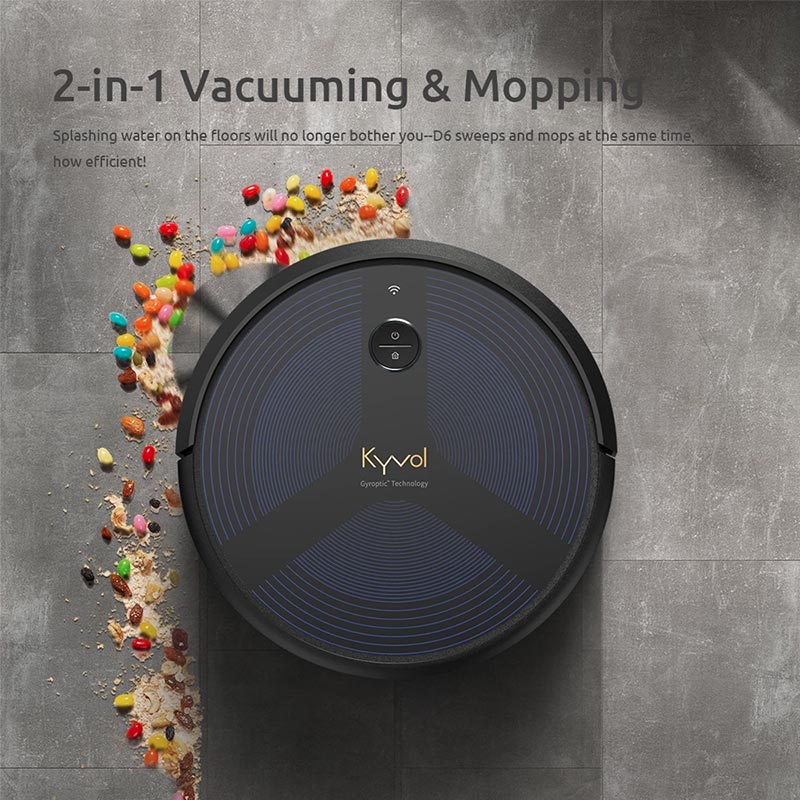 2-in-1 Vacuuming & Mopping
Splashing water on the floors will no longer bother you--D6 sweeps and mops at the same time,
how efficient!
Kyvol
Gyroptic® Technology